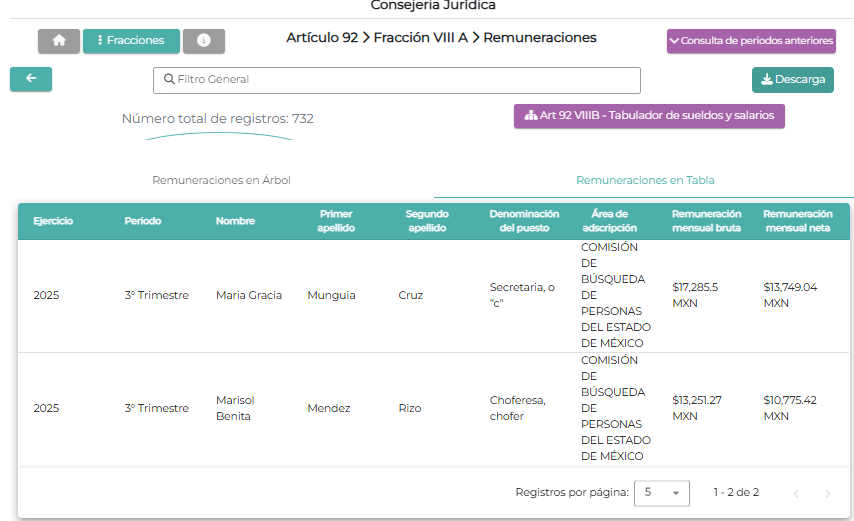 Consejería Jurídica
Fracciones
Artículo 92 > Fracción VIII A > Remuneraciones
Consulta de periodos anteriores
Filtro General
Descarga
Número total de registros: 732
Art 92 VIIIB - Tabulador de sueldos y salarios
Remuneraciones en Árbol
Remuneraciones en Tabla
Ejercicio
Periodo
Nombre
Primer
apellido
Segundo
apellido
Denominación
del puesto
Área de
adscripción
Remuneración
mensual bruta
Remuneración
mensual neta
2025
3° Trimestre
Maria Gracia
Munguia
Cruz
Secretaria, o
"c"
COMISIÓN
DE
BÚSQUEDA
DE
PERSONAS
DEL ESTADO
DE MÉXICO
$17,285.5
MXN
$13,749.04
MXN
2025
3° Trimestre
Marisol
Benita
Mendez
Rizo
Choferesa,
chofer
COMISIÓN
DE
BÚSQUEDA
DE
PERSONAS
DEL ESTADO
DE MÉXICO
$13,251.27
MXN
$10,775.42
MXN
Registros por página: 5
1 - 2 de 2